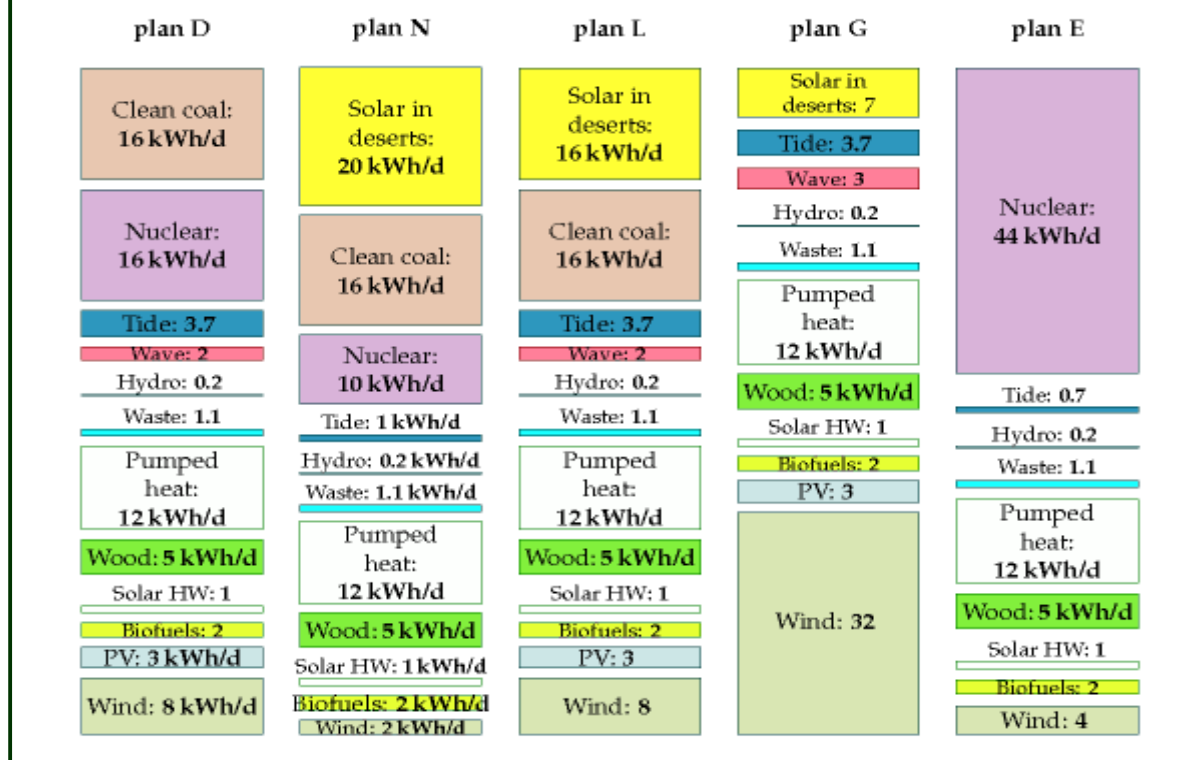 plan D
Clean coal:
16 kWh/d
Nuclear:
16 kWh/d
Tide: 3.7
Wave: 2
Hydro: 0.2
Waste: 1.1
Pumped
heat:
12 kWh/d
Wood: 5 kWh/d
Solar HW: 1
Biofuels: 2
PV: 3 kWh/d
Wind: 8 kWh/d
plan N
Solar in
deserts:
20 kWh/d
Clean coal:
16 kWh/d
Nuclear:
10 kWh/d
Tide: 1 kWh/d
Hydro: 0.2 kWh/d
Waste: 1.1 kWh/d
Pumped
heat:
12 kWh/d
Wood: 5 kWh/d
Solar HW: 1 kWh/d
Biofuels: 2 kWh/d
Wind: 2 kWh/d
plan L
Solar in
deserts:
16 kWh/d
Clean coal:
16 kWh/d
Tide: 3.7
Wave: 2
Hydro: 0.2
Waste: 1.1
Pumped
heat:
12 kWh/d
Wood: 5 kWh/d
Solar HW: 1
Biofuels: 2
PV: 3
Wind: 8
plan G
Solar in
deserts: 7
Tide: 3.7
Wave: 3
Hydro: 0.2
Waste: 1.1
Pumped
heat:
12 kWh/d
Wood: 5 kWh/d
Solar HW: 1
Biofuels: 2
PV: 3
Wind: 32
plan E
Nuclear:
44 kWh/d
Tide: 0.7
Hydro: 0.2
Waste: 1.1
Pumped
heat:
12 kWh/d
Wood: 5 kWh/d
Solar HW: 1
Biofuels: 2
Wind: 4